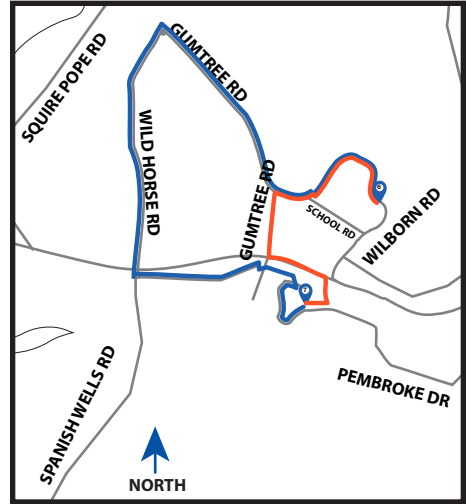 GUMTREE RD
SQUIRE POPE RD
WILD HORSE RD
GUMTREE RD
SCHOOL RD
WILBORN RD
PEMBROKE DR
SPANISH WELLS RD
NORTH